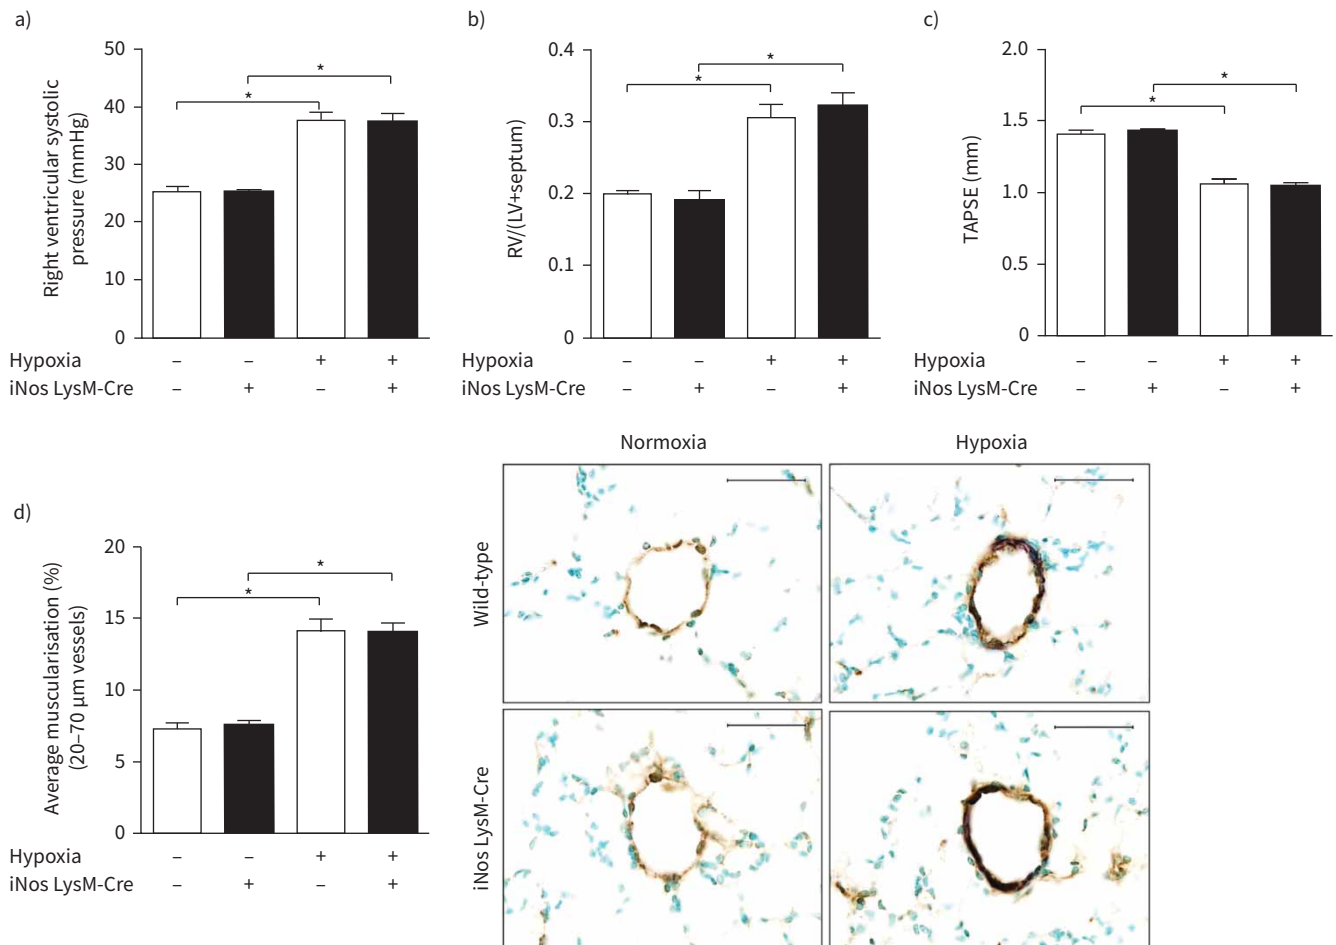 a)
50
40
30
20
10
0
Right ventricular systolic
pressure (mmHg)
*
*
Hypoxia – – + +
iNos LysM-Cre – + – +
b)
0.4
0.3
0.2
0.1
0
RV/(LV+septum)
*
*
Hypoxia – – + +
iNos LysM-Cre – + – +
c)
2.0
1.5
1.0
0.5
0
TAPSE (mm)
*
*
Hypoxia – – + +
iNos LysM-Cre – + – +
d)
20
15
10
5
0
Average muscularisation (%)
(20–70 µm vessels)
*
*
Hypoxia – – + +
iNos LysM-Cre – + – +
Normoxia Hypoxia
Wild-type
iNos LysM-Cre